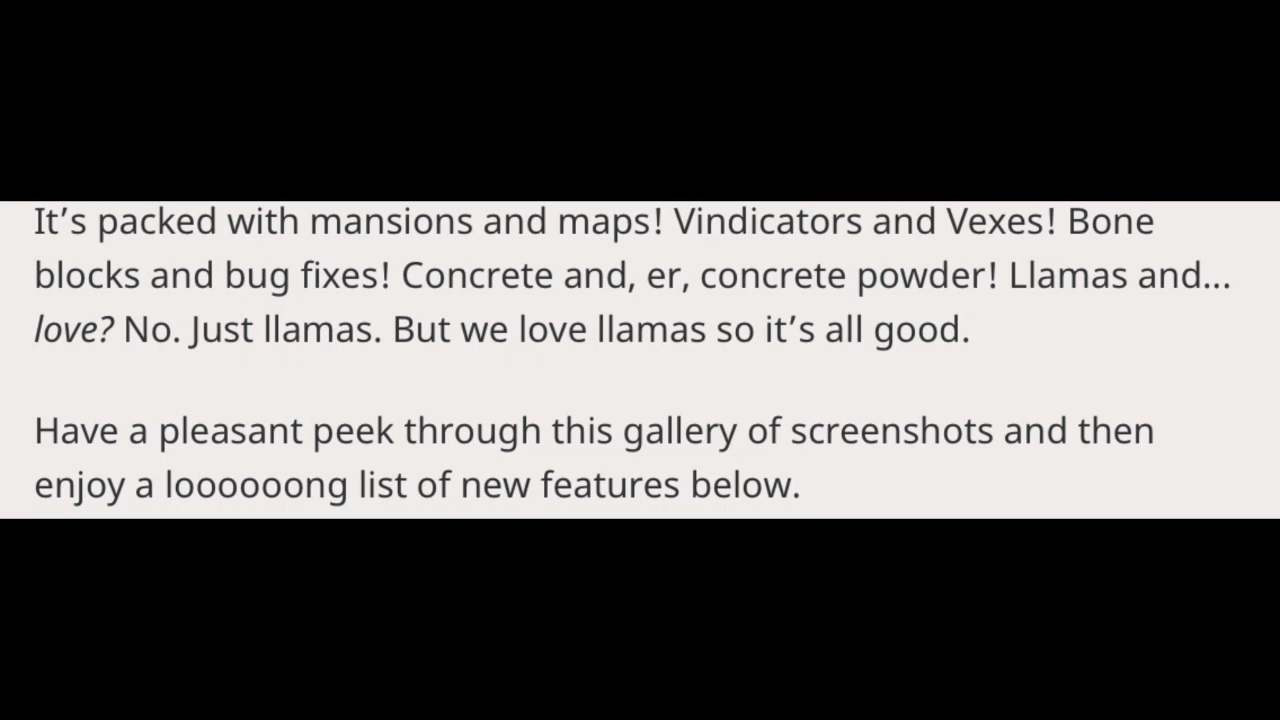 It’s packed with mansions and maps! Vindicators and Vexes! Bone
blocks and bug fixes! Concrete and, er, concrete powder! Llamas and...
love? No. Just llamas. But we love llamas so it’s all good.
Have a pleasant peek through this gallery of screenshots and then
enjoy a loooooong list of new features below.